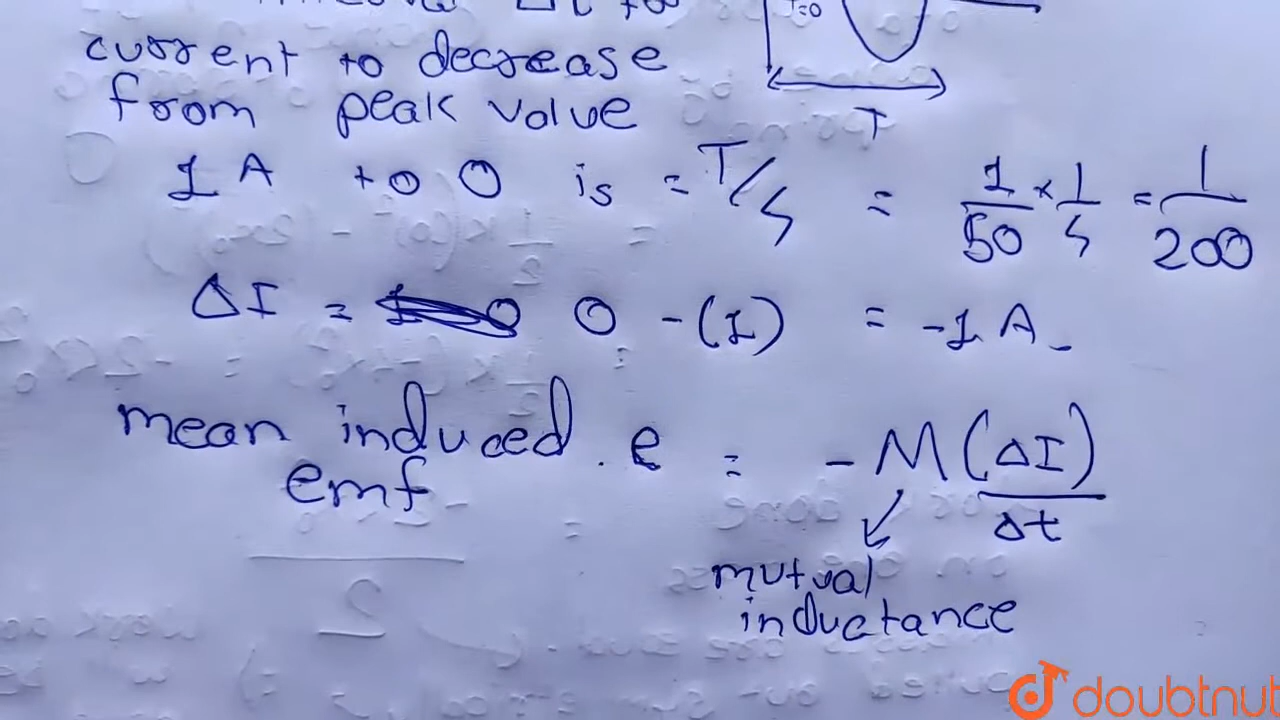 T=0
current to decrease
from peak value
T
1 A to 0 is = T/4 = 1/50 × 1/4 = 1/200
ΔI = 0 - (1) = -1 A
mean induced e = -M (ΔI)/Δt
emf
mutual
inductance
doubtnut